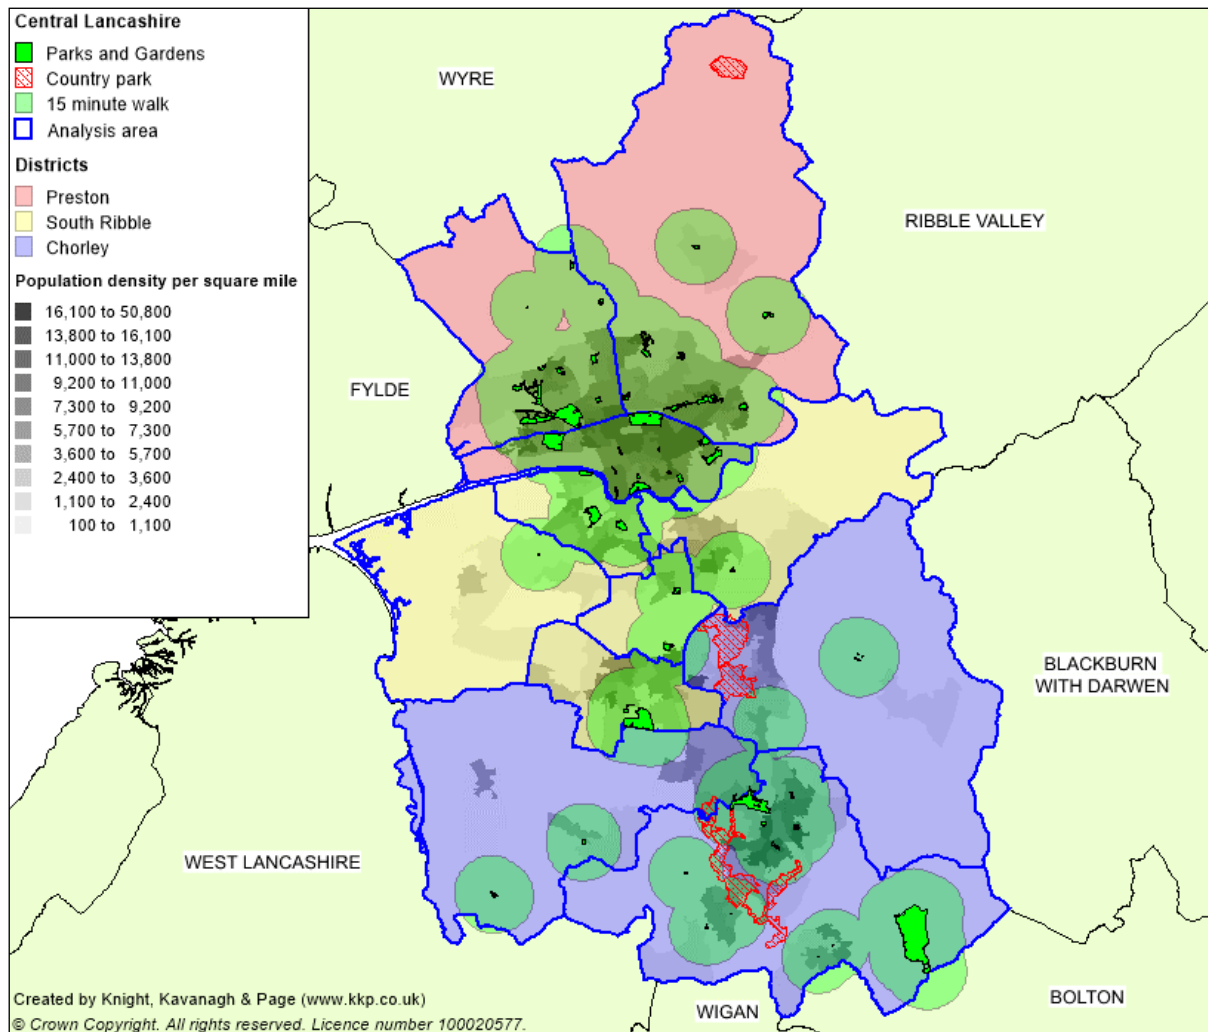 Central Lancashire
Parks and Gardens
Country park
15 minute walk
Analysis area
Districts
Preston
South Ribble
Chorley
Population density per square mile
16,100 to 50,800
13,800 to 16,100
11,000 to 13,800
9,200 to 11,000
7,300 to 9,200
5,700 to 7,300
3,600 to 5,700
2,400 to 3,600
1,100 to 2,400
100 to 1,100
WYRE
RIBBLE VALLEY
FYLDE
BLACKBURN
WITH DARWEN
WEST LANCASHIRE
WIGAN
BOLTON
Created by Knight, Kavanagh & Page (www.kkp.co.uk)
© Crown Copyright. All rights reserved. Licence number 100020577.